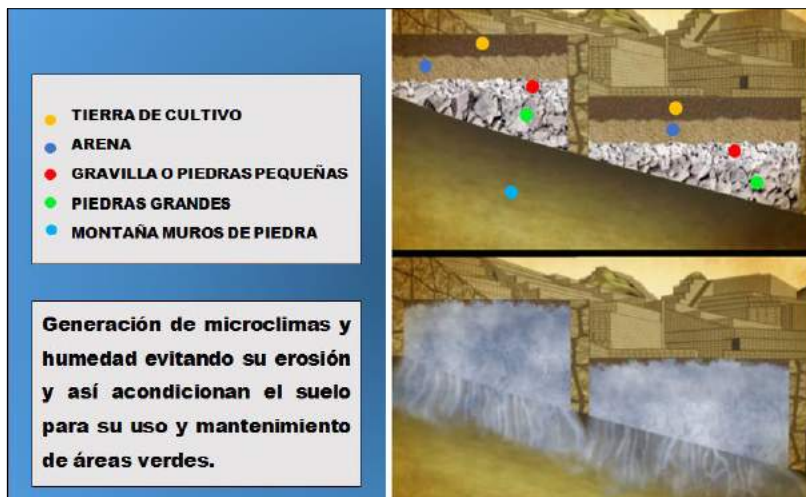 TIERRA DE CULTIVO
ARENA
GRAVILLA O PIEDRAS PEQUEÑAS
PIEDRAS GRANDES
MONTAÑA MUROS DE PIEDRA
Generación de microclimas y
humedad evitando su erosión
y así acondicionan el suelo
para su uso y mantenimiento
de áreas verdes.